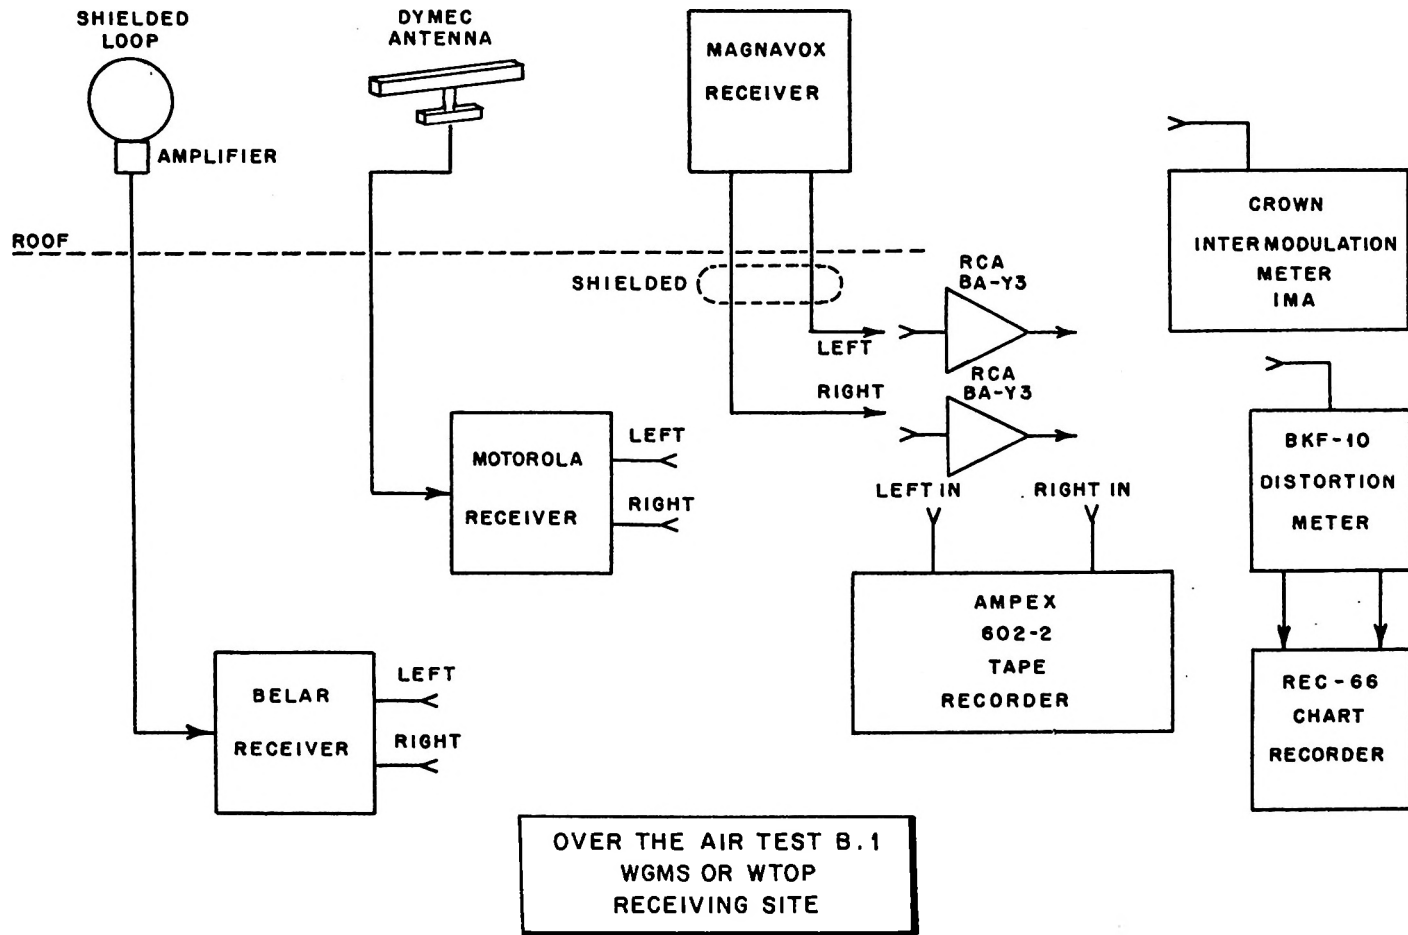 SHIELDED
LOOP
AMPLIFIER
DYMEC
ANTENNA
MAGNAVOX
RECEIVER
ROOF
SHIELDED
LEFT
RIGHT
RCA
BA-Y3
RCA
BA-Y3
CROWN
INTERMODULATION
METER
IMA
BKF-10
DISTORTION
METER
REC-66
CHART
RECORDER
MOTOROLA
RECEIVER
LEFT
RIGHT
LEFT IN
RIGHT IN
AMPEX
602-2
TAPE
RECORDER
BELAR
RECEIVER
LEFT
RIGHT
OVER THE AIR TEST B.1
WGMS OR WTOP
RECEIVING SITE